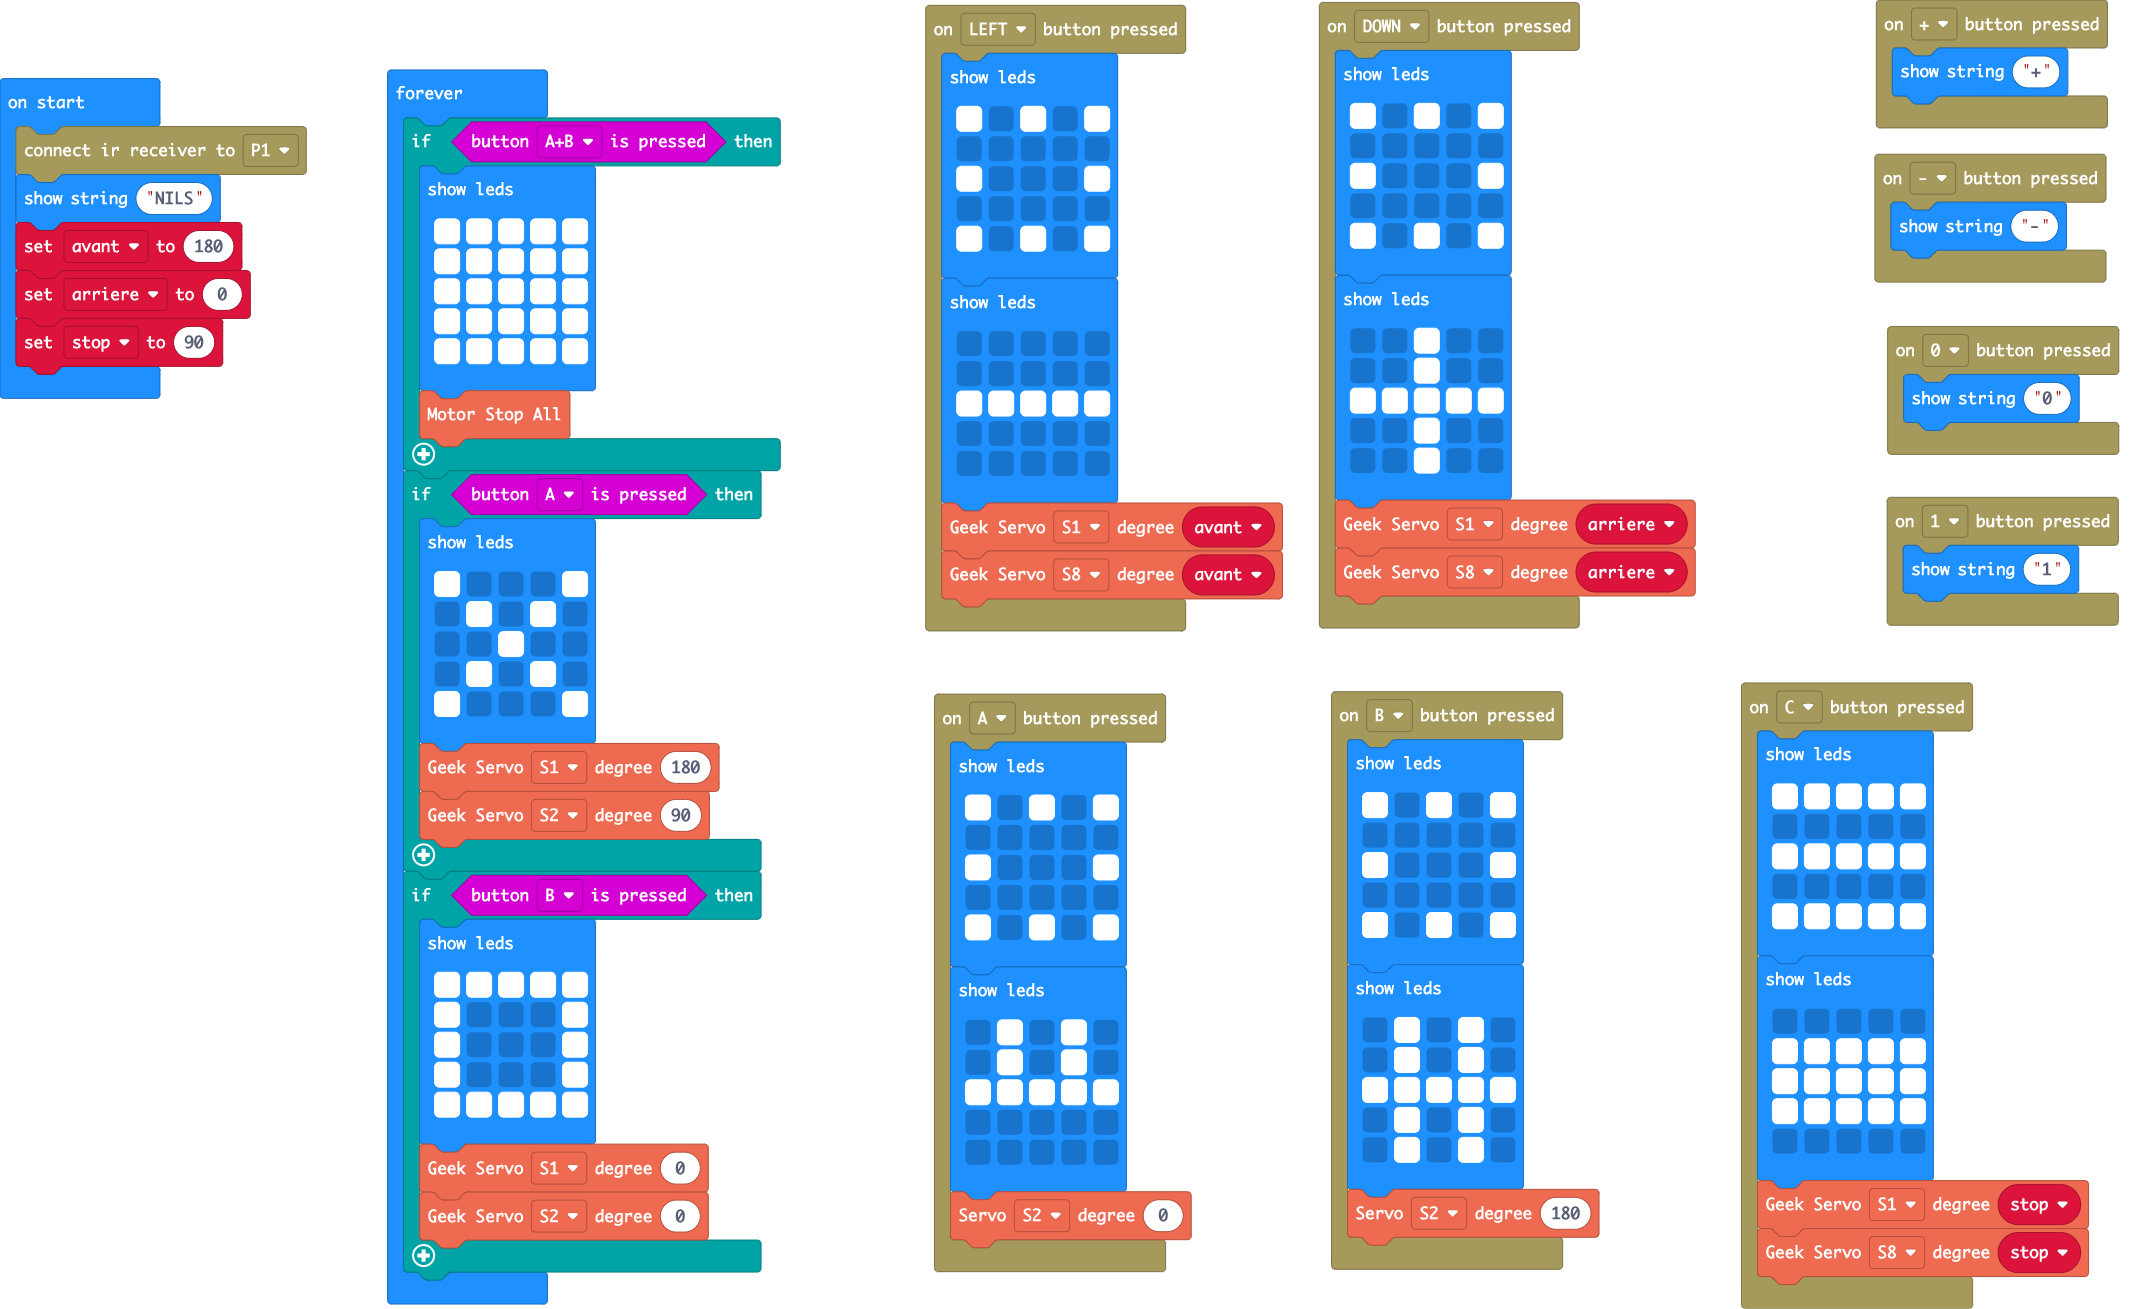 on start
connect ir receiver to P1
show string "NILS"
set avant to 180
set arriere to 0
set stop to 90
forever
if button A+B is pressed then
show leds
Motor Stop All
if button A is pressed then
show leds
Geek Servo S1 degree 180
Geek Servo S2 degree 90
if button B is pressed then
show leds
Geek Servo S1 degree 0
Geek Servo S2 degree 0
on LEFT button pressed
show leds
show leds
Geek Servo S1 degree avant
Geek Servo S8 degree avant
on DOWN button pressed
show leds
show leds
Geek Servo S1 degree arriere
Geek Servo S8 degree arriere
on + button pressed
show string "+"
on - button pressed
show string "-"
on 0 button pressed
show string "0"
on 1 button pressed
show string "1"
on A button pressed
show leds
show leds
Servo S2 degree 0
on B button pressed
show leds
show leds
Servo S2 degree 180
on C button pressed
show leds
show leds
Geek Servo S1 degree stop
Geek Servo S8 degree stop